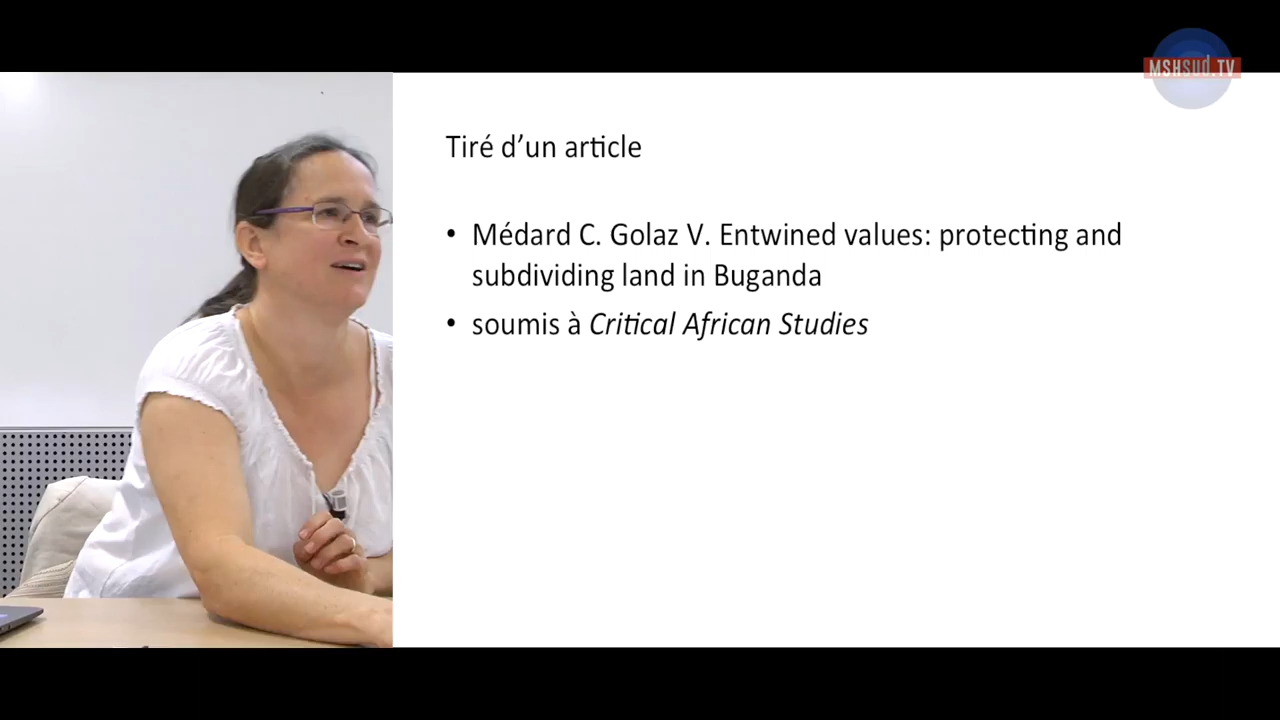 MSHsud.TV
Tiré d'un article
• Médard C. Golaz V. Entwined values: protecting and
subdividing land in Buganda
• soumis à Critical African Studies